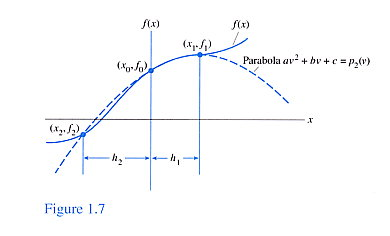 f(x)
f(x)
(x₁, f₁)
(x₀, f₀)
Parabola av² + bv + c = p₂(v)
x
(x₂, f₂)
h₂
h₁
Figure 1.7